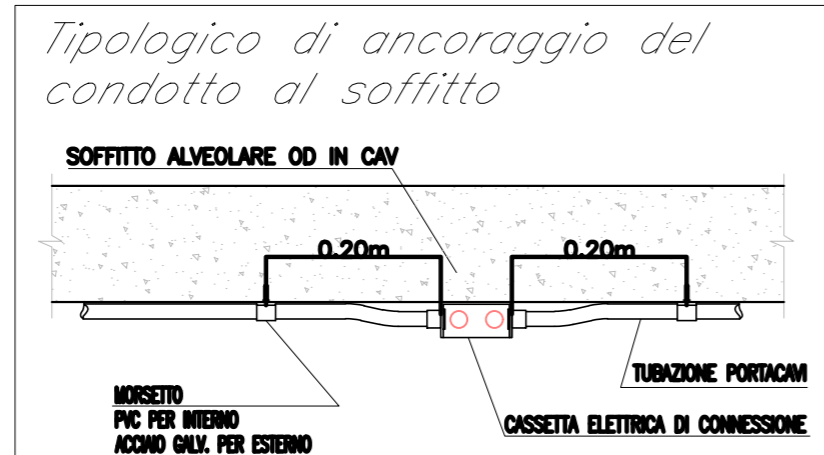 Tipologico di ancoraggio del
condotto al soffitto
SOFFITTO ALVEOLARE OD IN CAV
0.20m 0.20m
MORSETTO
PVC PER INTERNO
ACCIAIO GALV. PER ESTERNO
TUBAZIONE PORTACAVI
CASSETTA ELETTRICA DI CONNESSIONE